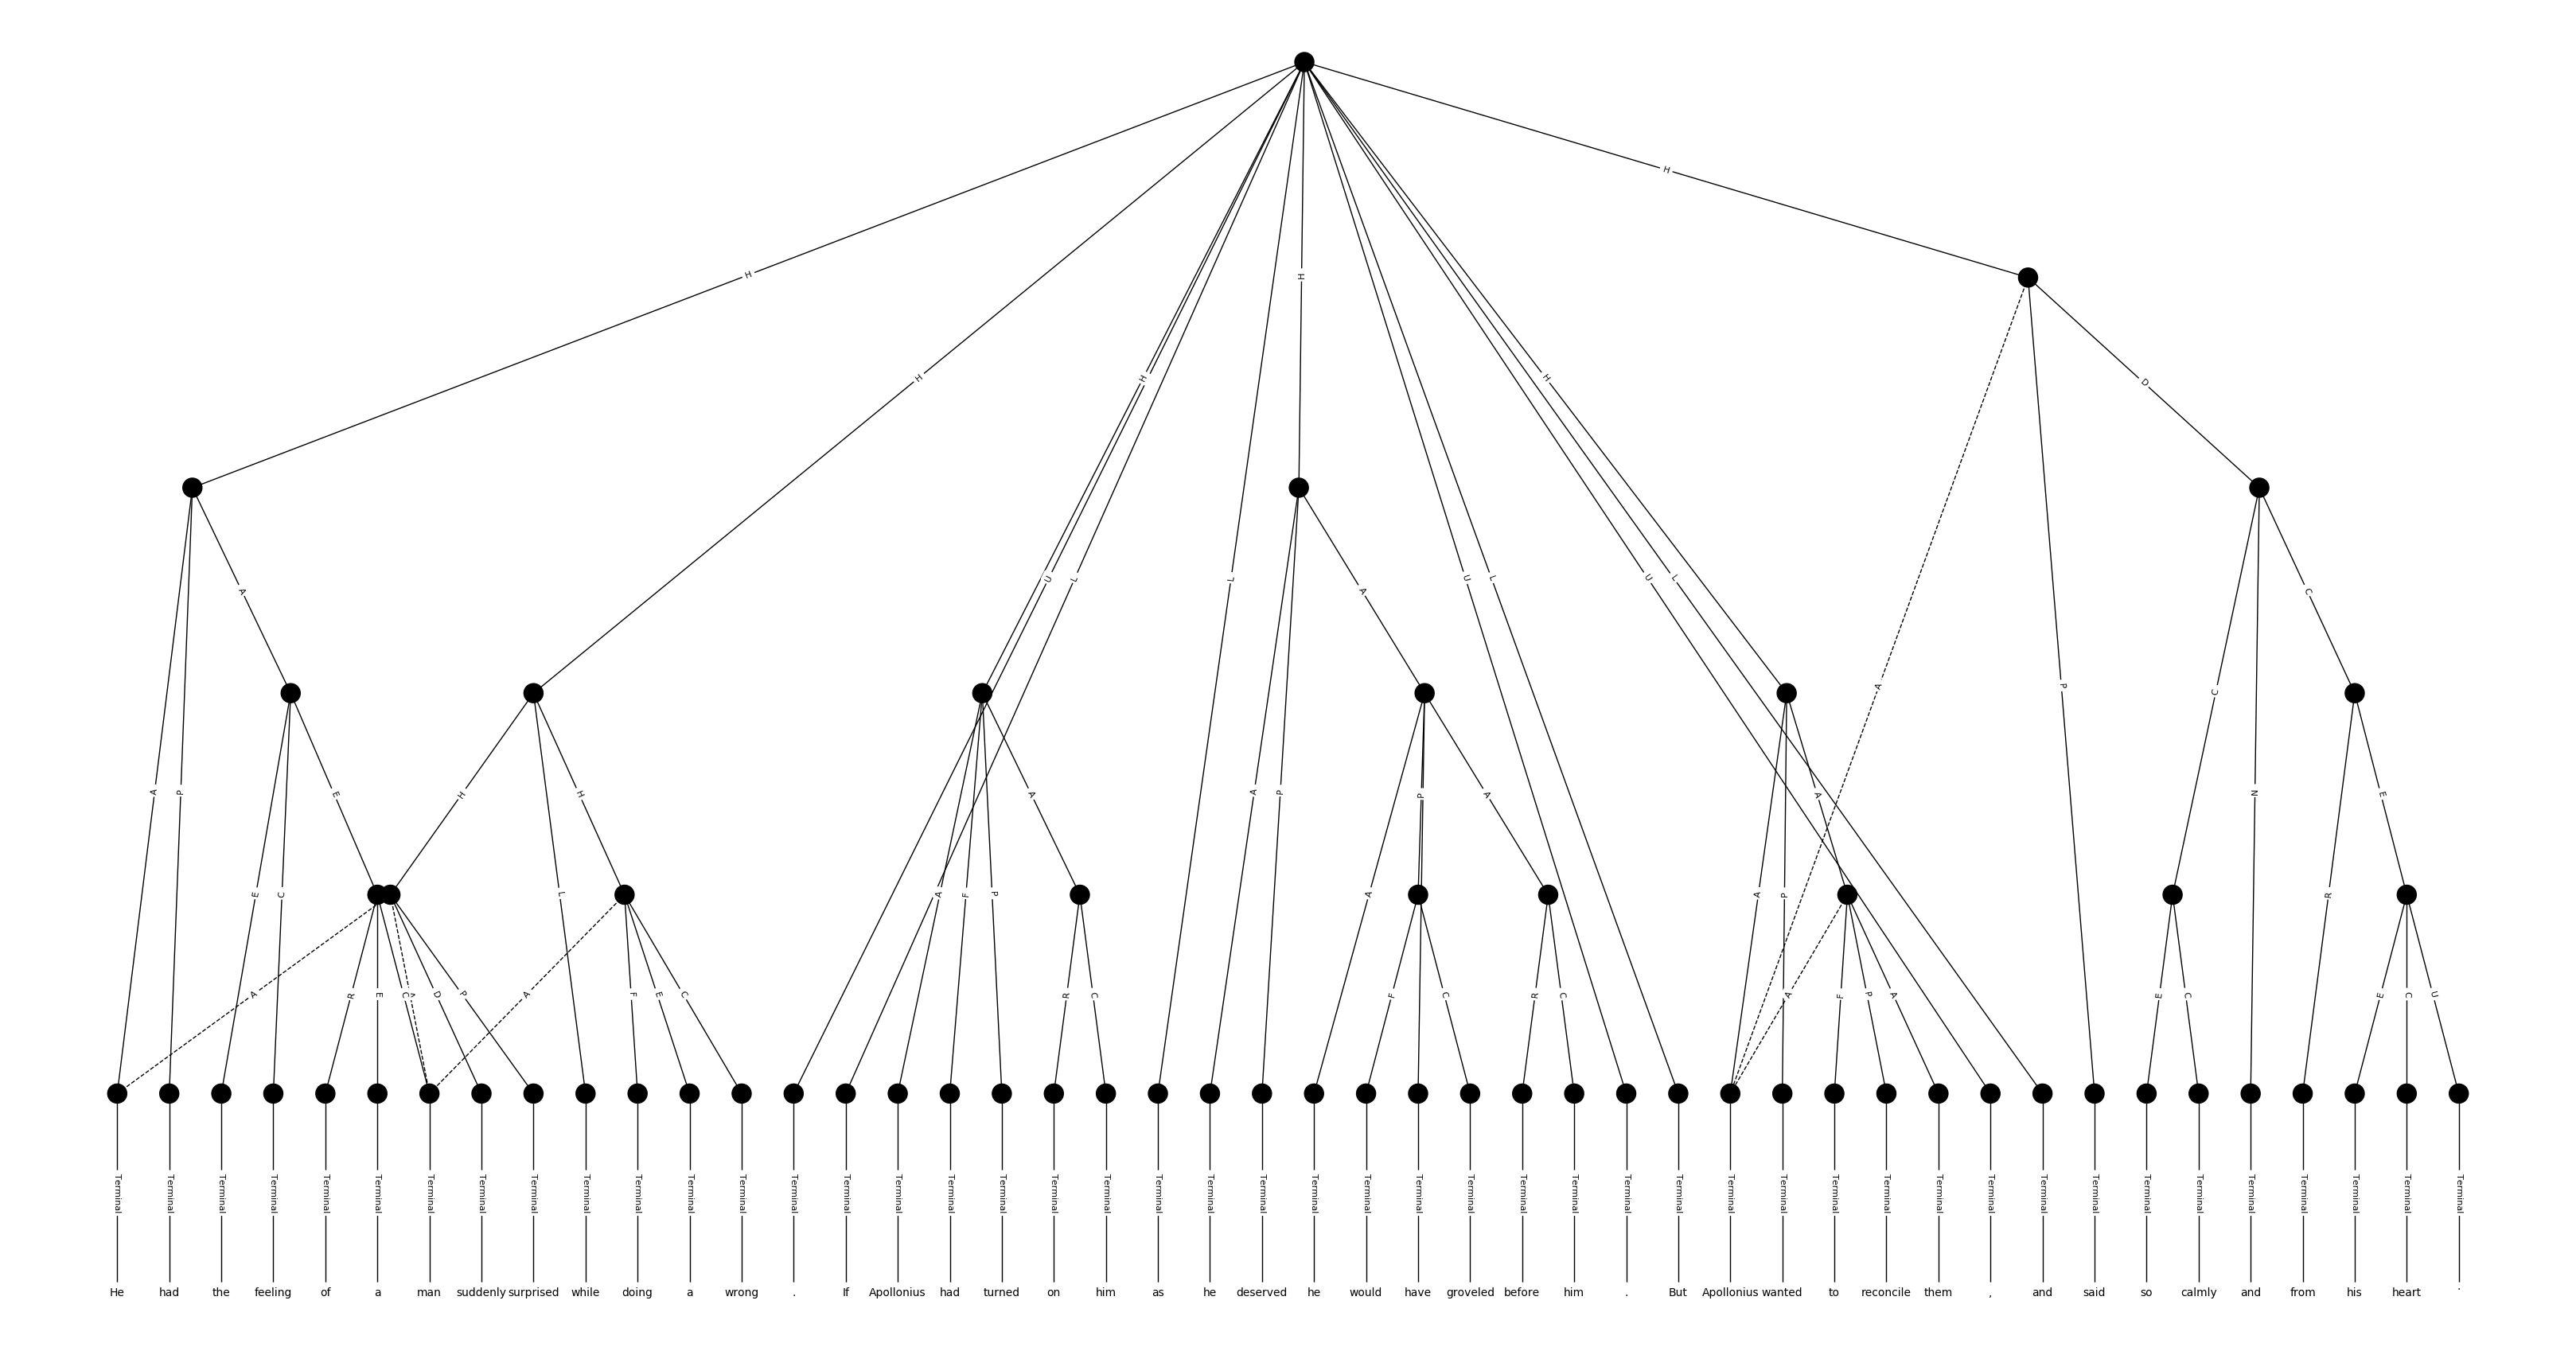 H
H
H
H
H
D
U
L
L
H
U
L
U
L
A
C
A
P
C
A
P
E
A
P
H
H
A
A
P
P
A
A
N
E
E
C
L
A
F
P
A
A
P
R
A
R
E
C
A
D
P
A
F
E
C
R
C
F
C
R
C
A
F
P
A
E
C
E
C
U
Terminal Terminal Terminal Terminal Terminal Terminal Terminal Terminal Terminal Terminal Terminal Terminal Terminal Terminal Terminal Terminal Terminal Terminal Terminal Terminal Terminal Terminal Terminal Terminal Terminal Terminal Terminal Terminal Terminal Terminal Terminal Terminal Terminal Terminal Terminal Terminal Terminal Terminal Terminal Terminal Terminal Terminal Terminal Terminal Terminal Terminal
He had the feeling of a man suddenly surprised while doing a wrong . If Apollonius had turned on him as he deserved he would have groveled before him . But Apollonius wanted to reconcile them , and said so calmly and from his heart .